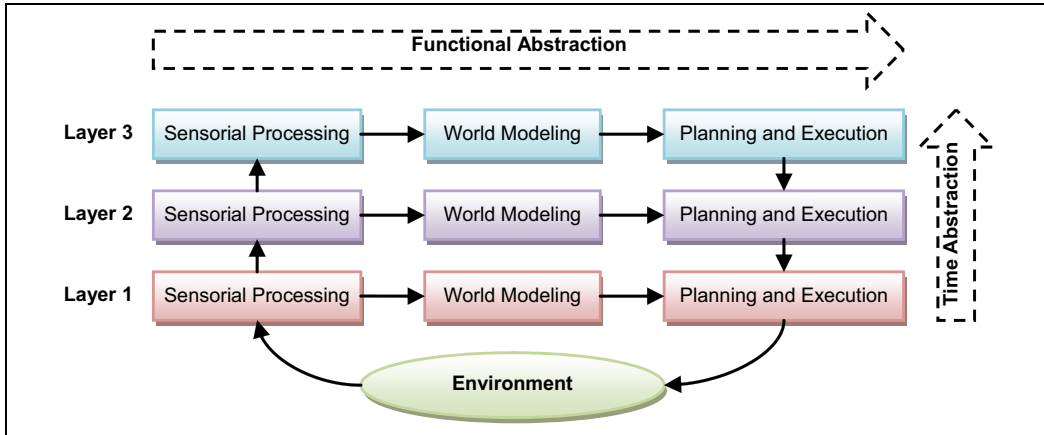 Functional Abstraction
Layer 3 Sensorial Processing World Modeling Planning and Execution
Layer 2 Sensorial Processing World Modeling Planning and Execution
Layer 1 Sensorial Processing World Modeling Planning and Execution
Time Abstraction
Environment